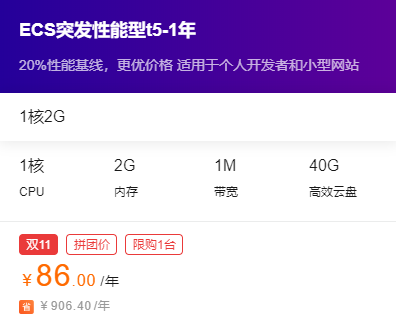 ECS突发性能型t5-1年
20%性能基线，更优价格 适用于个人开发者和小型网站
1核2G
1核 2G 1M 40G
CPU 内存 带宽 高效云盘
双11 拼团价 限购1台
￥86.00 /年
省 ￥906.40/年